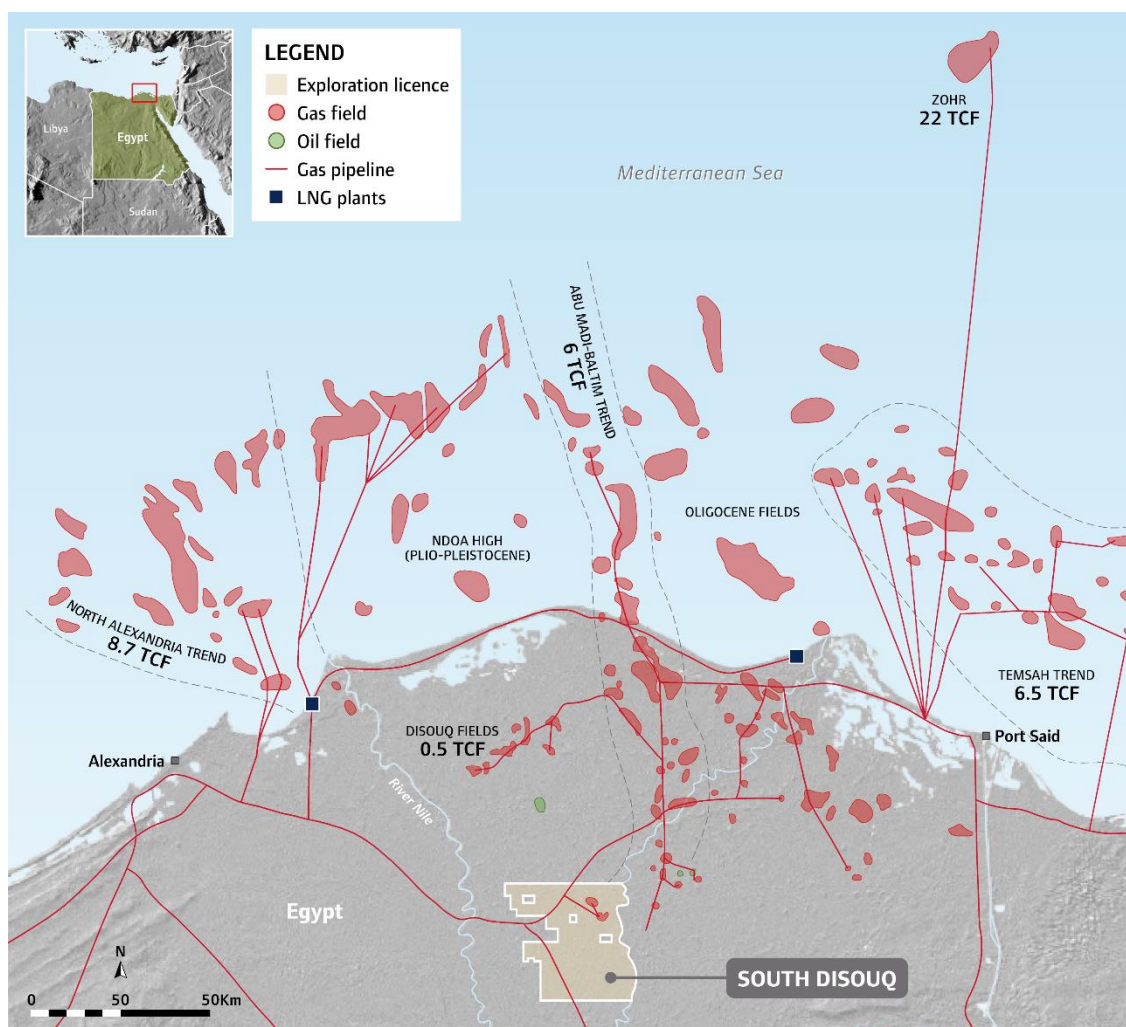 LEGEND
Exploration licence
Gas field
Oil field
Gas pipeline
LNG plants
Libya
Egypt
Sudan
ZOHR
22 TCF
Mediterranean Sea
ABU MADI-BALTIM TREND
6 TCF
OLIGOCENE FIELDS
NDOA HIGH
(PLIO-PLEISTOCENE)
NORTH ALEXANDRIA TREND
8.7 TCF
TEMSAH TREND
6.5 TCF
DISOUQ FIELDS
0.5 TCF
Port Said
Alexandria
River Nile
Egypt
N
0 50 50Km
SOUTH DISOUQ